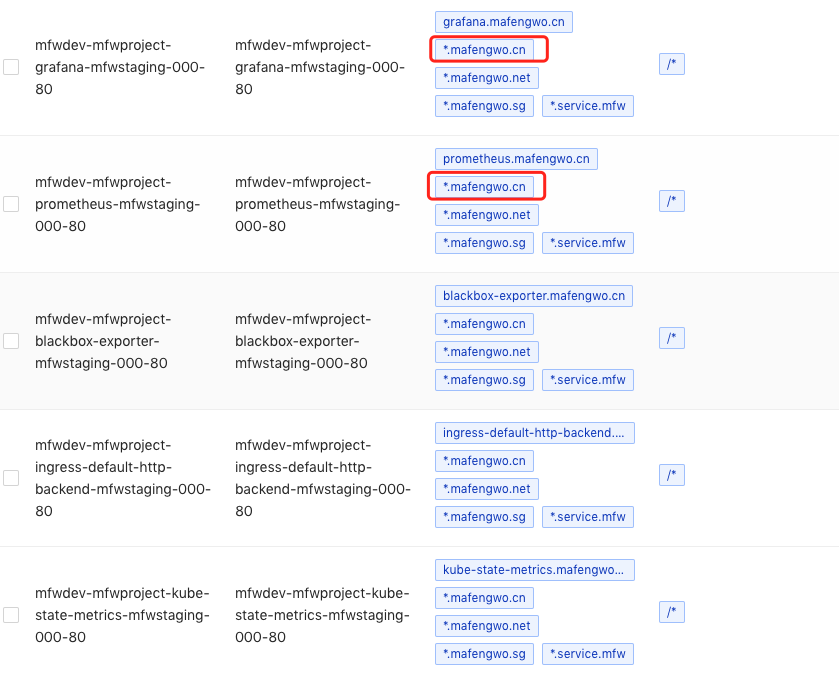 grafana.mafengwo.cn
mfwdev-mfwproject- mfwdev-mfwproject- *.mafengwo.cn
grafana-mfwstaging-000- grafana-mfwstaging-000- /*
80 80 *.mafengwo.net
*.mafengwo.sg *.service.mfw
prometheus.mafengwo.cn
mfwdev-mfwproject- mfwdev-mfwproject- *.mafengwo.cn
prometheus-mfwstaging- prometheus-mfwstaging- /*
000-80 000-80 *.mafengwo.net
*.mafengwo.sg *.service.mfw
blackbox-exporter.mafengwo.cn
mfwdev-mfwproject- mfwdev-mfwproject- *.mafengwo.cn
blackbox-exporter- blackbox-exporter- /*
mfwstaging-000-80 mfwstaging-000-80 *.mafengwo.net
*.mafengwo.sg *.service.mfw
ingress-default-http-backend....
mfwdev-mfwproject- mfwdev-mfwproject- *.mafengwo.cn
ingress-default-http- ingress-default-http- /*
backend-mfwstaging-000- backend-mfwstaging-000- *.mafengwo.net
80 80 *.mafengwo.sg *.service.mfw
kube-state-metrics.mafengwo...
mfwdev-mfwproject-kube- mfwdev-mfwproject-kube- *.mafengwo.cn
state-metrics-mfwstaging- state-metrics-mfwstaging- /*
000-80 000-80 *.mafengwo.net
*.mafengwo.sg *.service.mfw